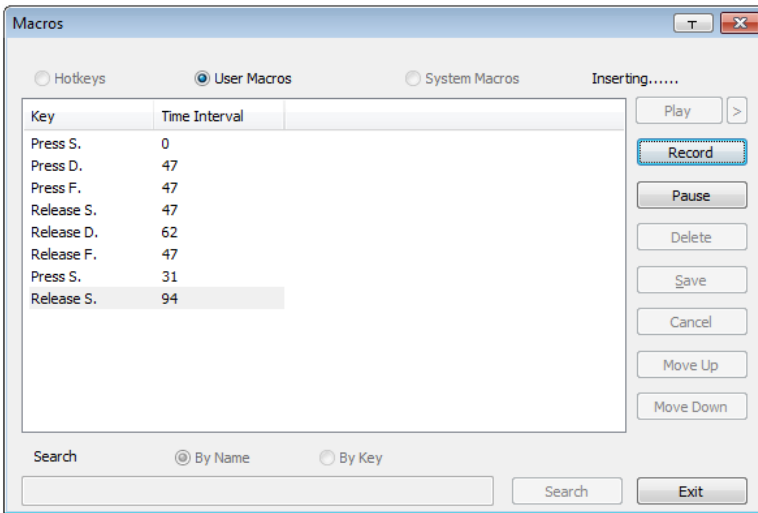 Macros
Hotkeys User Macros System Macros Inserting......
Play >
Key Time Interval
Press S. 0
Press D. 47
Press F. 47
Release S. 47
Release D. 62
Release F. 47
Press S. 31
Release S. 94
Record
Pause
Delete
Save
Cancel
Move Up
Move Down
Search By Name By Key
Search Exit